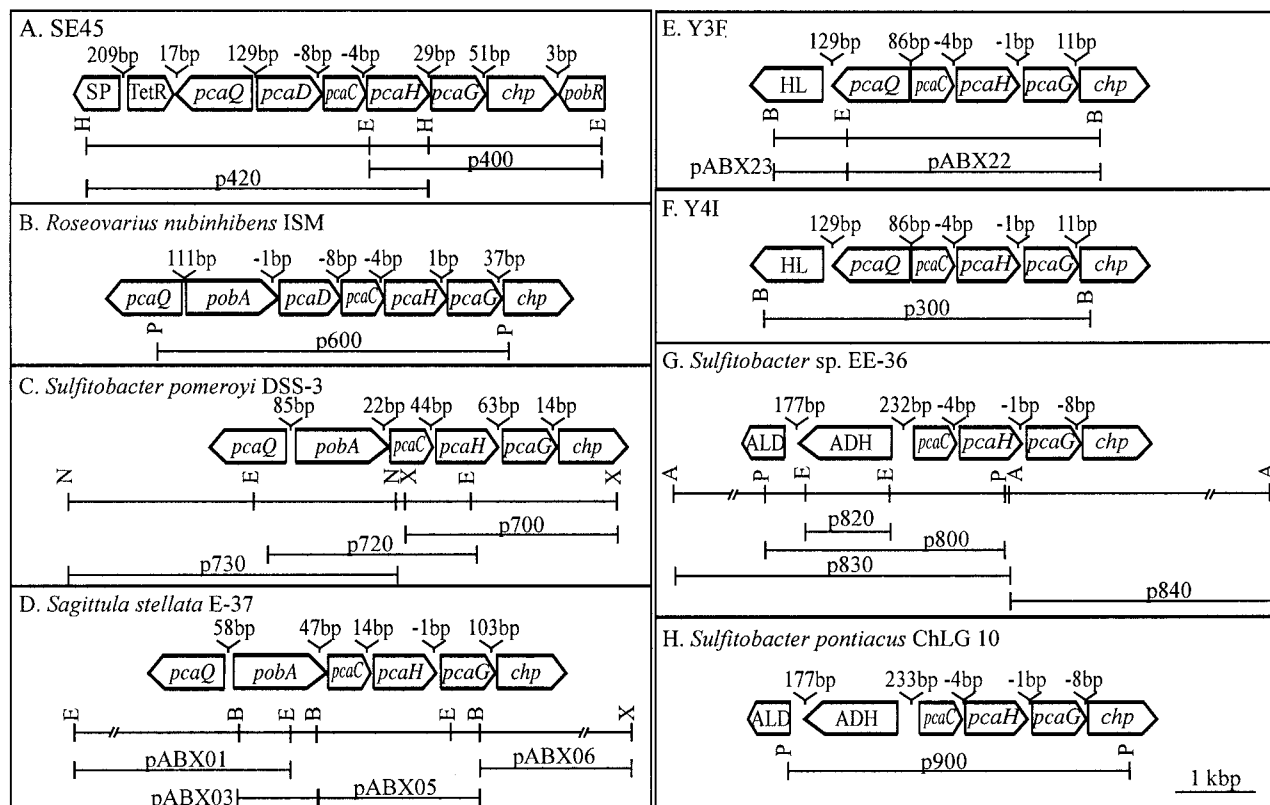 A. SE45
209bp 17bp 129bp -8bp -4bp 29bp 51bp 3bp
SP TetR pcaQ pcaD pcaC pcaH pcaG chp pobR
H E H E
p400
p420
B. Roseovarius nubinhibens ISM
111bp -1bp -8bp -4bp 1bp 37bp
pcaQ pobA pcaD pcaC pcaH pcaG chp
P P
p600
C. Sulfitobacter pomeroyi DSS-3
85bp 22bp 44bp 63bp 14bp
pcaQ pobA pcaC pcaH pcaG chp
N E N X E X
p700
p720
p730
D. Sagittula stellata E-37
58bp 47bp 14bp -1bp 103bp
pcaQ pobA pcaC pcaH pcaG chp
E B E B E B X
pABX01 pABX06
pABX03 pABX05
E. Y3F
129bp 86bp -4bp -1bp 11bp
HL pcaQ pcaC pcaH pcaG chp
B E B
pABX23 pABX22
F. Y4I
129bp 86bp -4bp -1bp 11bp
HL pcaQ pcaC pcaH pcaG chp
B B
p300
G. Sulfitobacter sp. EE-36
177bp 232bp -4bp -1bp -8bp
ALD ADH pcaC pcaH pcaG chp
A P E E P A A
p820
p800
p830
p840
H. Sulfitobacter pontiacus ChLG 10
177bp 233bp -4bp -1bp -8bp
ALD ADH pcaC pcaH pcaG chp
P P
p900
1 kbp